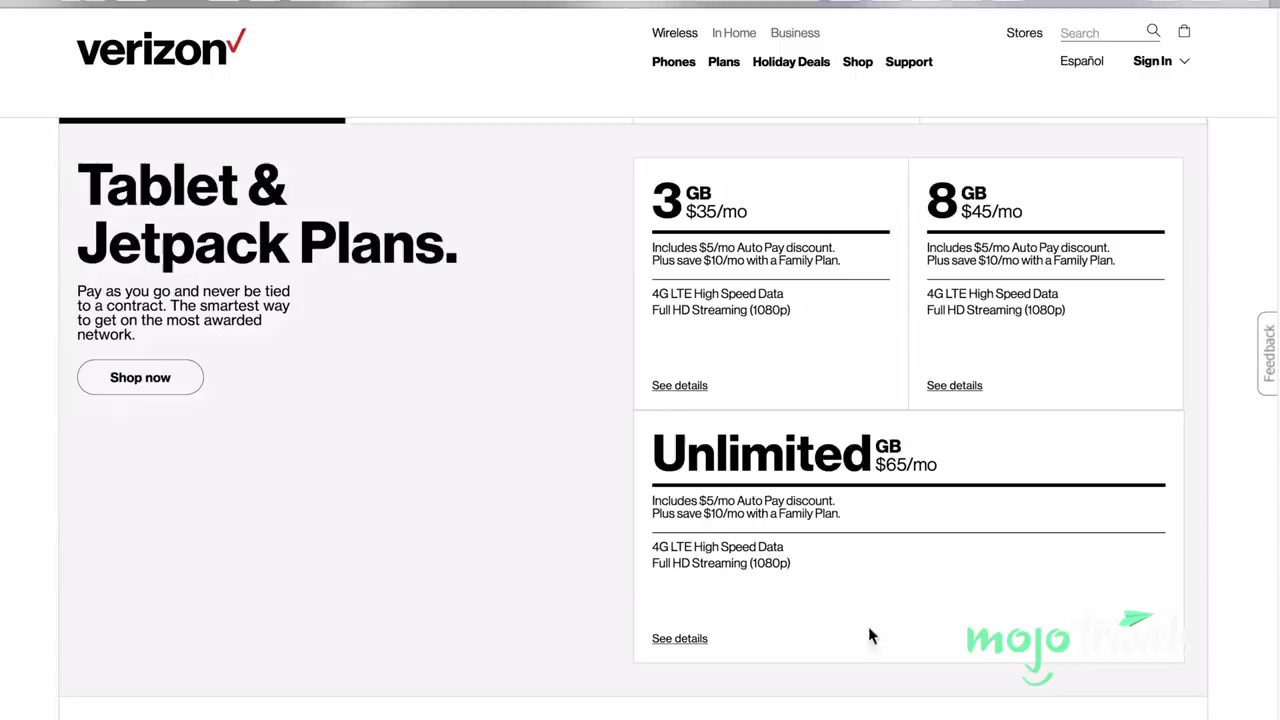 verizon
Wireless In Home Business
Stores Search
Phones Plans Holiday Deals Shop Support
Español Sign In
Tablet &
Jetpack Plans.
Pay as you go and never be tied
to a contract. The smartest way
to get on the most awarded
network.
Shop now
3 GB
$35/mo
Includes $5/mo Auto Pay discount.
Plus save $10/mo with a Family Plan.
4G LTE High Speed Data
Full HD Streaming (1080p)
See details
8 GB
$45/mo
Includes $5/mo Auto Pay discount.
Plus save $10/mo with a Family Plan.
4G LTE High Speed Data
Full HD Streaming (1080p)
See details
Unlimited GB
$65/mo
Includes $5/mo Auto Pay discount.
Plus save $10/mo with a Family Plan.
4G LTE High Speed Data
Full HD Streaming (1080p)
See details
Feedback
mojo travels